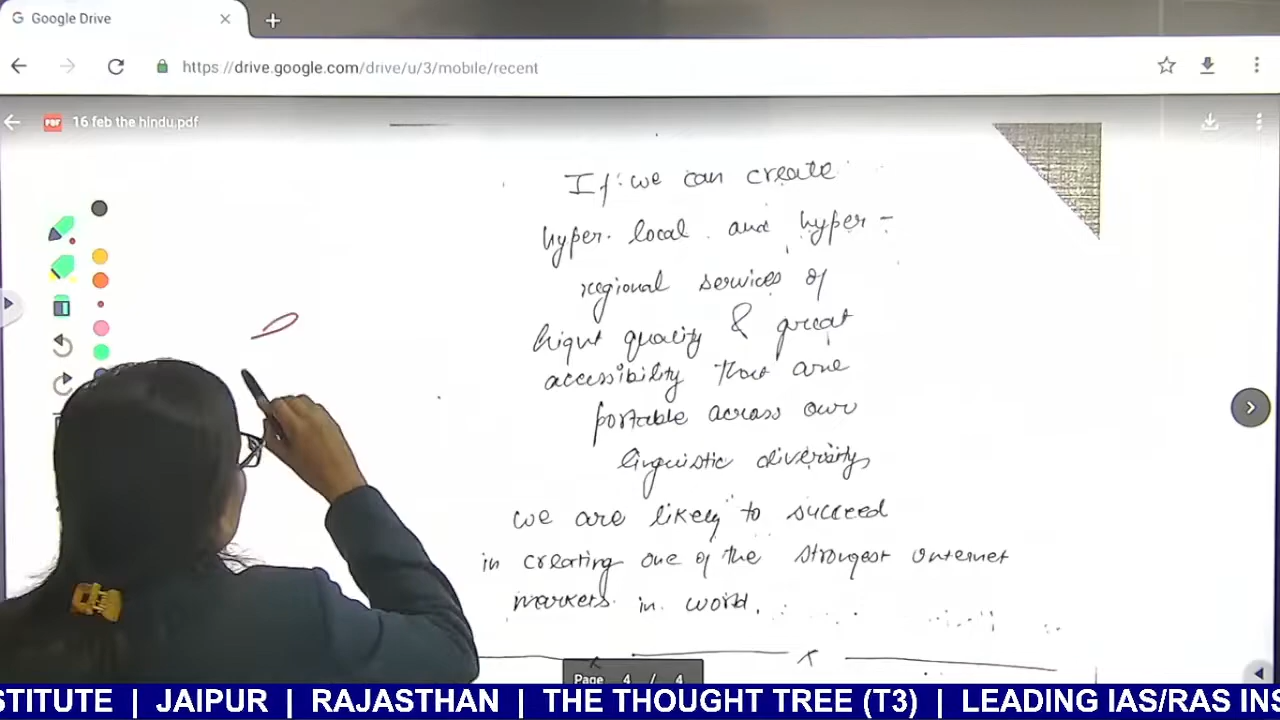 Google Drive
https://drive.google.com/drive/u/3/mobile/recent
PDF 16 feb the hindu.pdf
If we can create
hyper local and hyper-
regional services of
hight quality & great
accessibility that are
portable across our
linguistic diversity
we are likely to succeed
in creating one of the strongest internet
markets in world.
Page 4 / 4
STITUTE | JAIPUR | RAJASTHAN | THE THOUGHT TREE (T3) | LEADING IAS/RAS INS